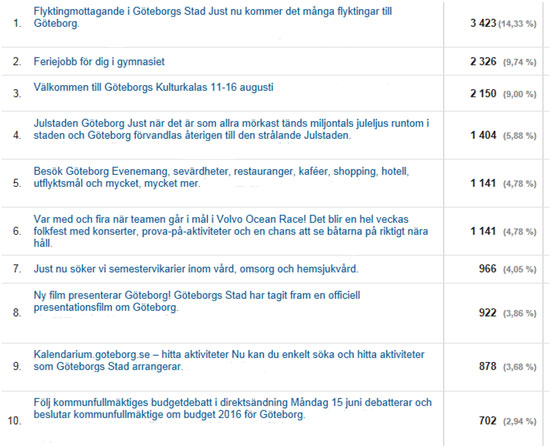 1. Flyktingmottagande i Göteborgs Stad Just nu kommer det många flyktingar till
Göteborg. 3 423 (14,33 %)
2. Feriejobb för dig i gymnasiet 2 326 (9,74 %)
3. Välkommen till Göteborgs Kulturkalas 11-16 augusti 2 150 (9,00 %)
4. Julstaden Göteborg Just när det är som allra mörkast tänds miljontals juleljus runtom i
staden och Göteborg förvandlas återigen till den strålande Julstaden. 1 404 (5,88 %)
5. Besök Göteborg Evenemang, sevärdheter, restauranger, kaféer, shopping, hotell,
utflyktsmål och mycket, mycket mer. 1 141 (4,78 %)
6. Var med och fira när teamen går i mål i Volvo Ocean Race! Det blir en hel veckas
folkfest med konserter, prova-på-aktiviteter och en chans att se båtarna på riktigt nära
håll. 1 141 (4,78 %)
7. Just nu söker vi semestervikarier inom vård, omsorg och hemsjukvård. 966 (4,05 %)
8. Ny film presenterar Göteborg! Göteborgs Stad har tagit fram en officiell
presentationsfilm om Göteborg. 922 (3,86 %)
9. Kalendarium.goteborg.se – hitta aktiviteter Nu kan du enkelt söka och hitta aktiviteter
som Göteborgs Stad arrangerar. 878 (3,68 %)
10. Följ kommunfullmäktiges budgetdebatt i direktsändning Måndag 15 juni debatterar och
beslutar kommunfullmäktige om budget 2016 för Göteborg. 702 (2,94 %)